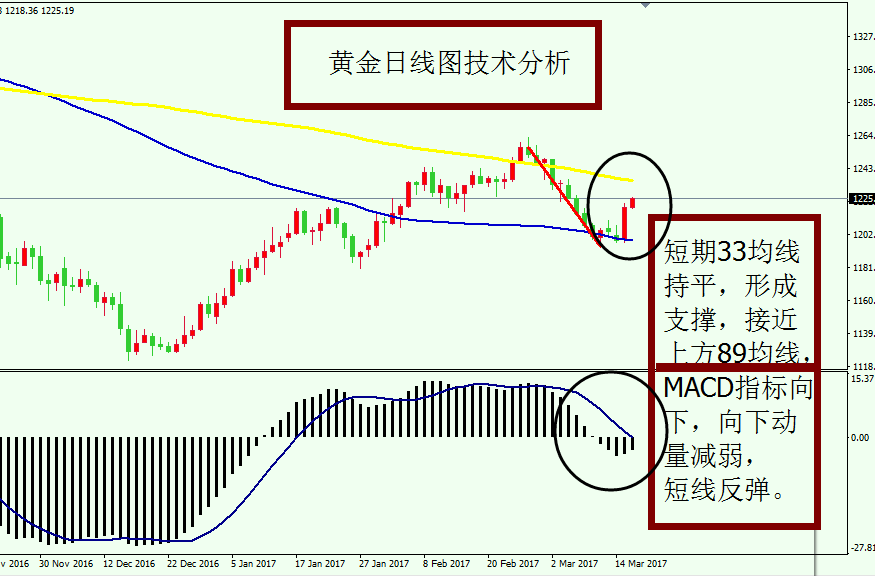 1218.36 1225.19
黄金日线图技术分析
1327.
1306.
1285.
1264.
1243.
1225.
1202.
1181.
1160.
1139.
1118.
短期33均线
持平，形成
支撑，接近
上方89均线，
MACD指标向
下，向下动
量减弱，
短线反弹。
15.37
0.00
-27.81
2016 30 Nov 2016 12 Dec 2016 22 Dec 2016 5 Jan 2017 17 Jan 2017 27 Jan 2017 8 Feb 2017 20 Feb 2017 2 Mar 2017 14 Mar 2017